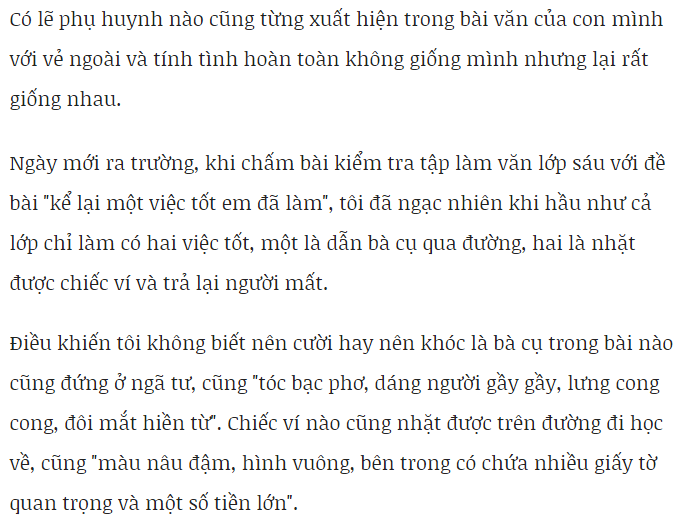 Có lẽ phụ huynh nào cũng từng xuất hiện trong bài văn của con mình
với vẻ ngoài và tính tình hoàn toàn không giống mình nhưng lại rất
giống nhau.
Ngày mới ra trường, khi chấm bài kiểm tra tập làm văn lớp sáu với đề
bài "kể lại một việc tốt em đã làm", tôi đã ngạc nhiên khi hầu như cả
lớp chỉ làm có hai việc tốt, một là dẫn bà cụ qua đường, hai là nhặt
được chiếc ví và trả lại người mất.
Điều khiến tôi không biết nên cười hay nên khóc là bà cụ trong bài nào
cũng đứng ở ngã tư, cũng "tóc bạc phơ, dáng người gầy gầy, lưng cong
cong, đôi mắt hiền từ". Chiếc ví nào cũng nhặt được trên đường đi học
về, cũng "màu nâu đậm, hình vuông, bên trong có chứa nhiều giấy tờ
quan trọng và một số tiền lớn".